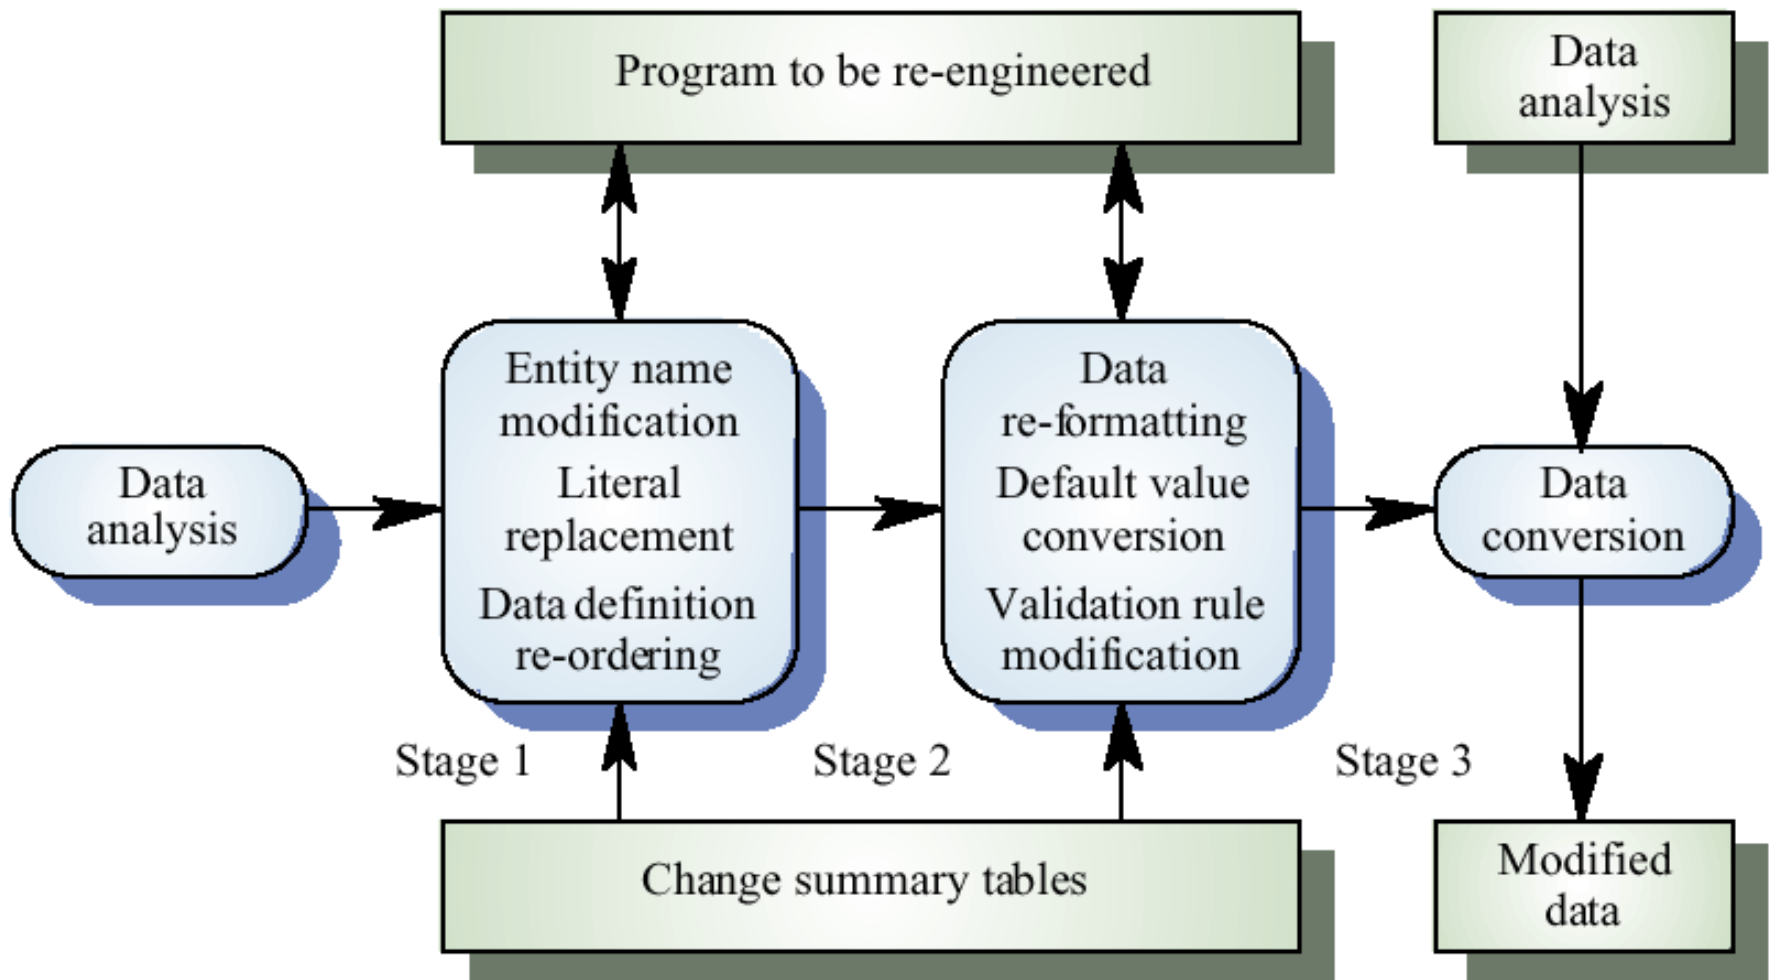 Program to be re-engineered
Data
analysis
Entity name
modification
Literal
replacement
Data definition
re-ordering
Data
re-formatting
Default value
conversion
Validation rule
modification
Data
analysis
Data
conversion
Stage 1
Stage 2
Stage 3
Change summary tables
Modified
data